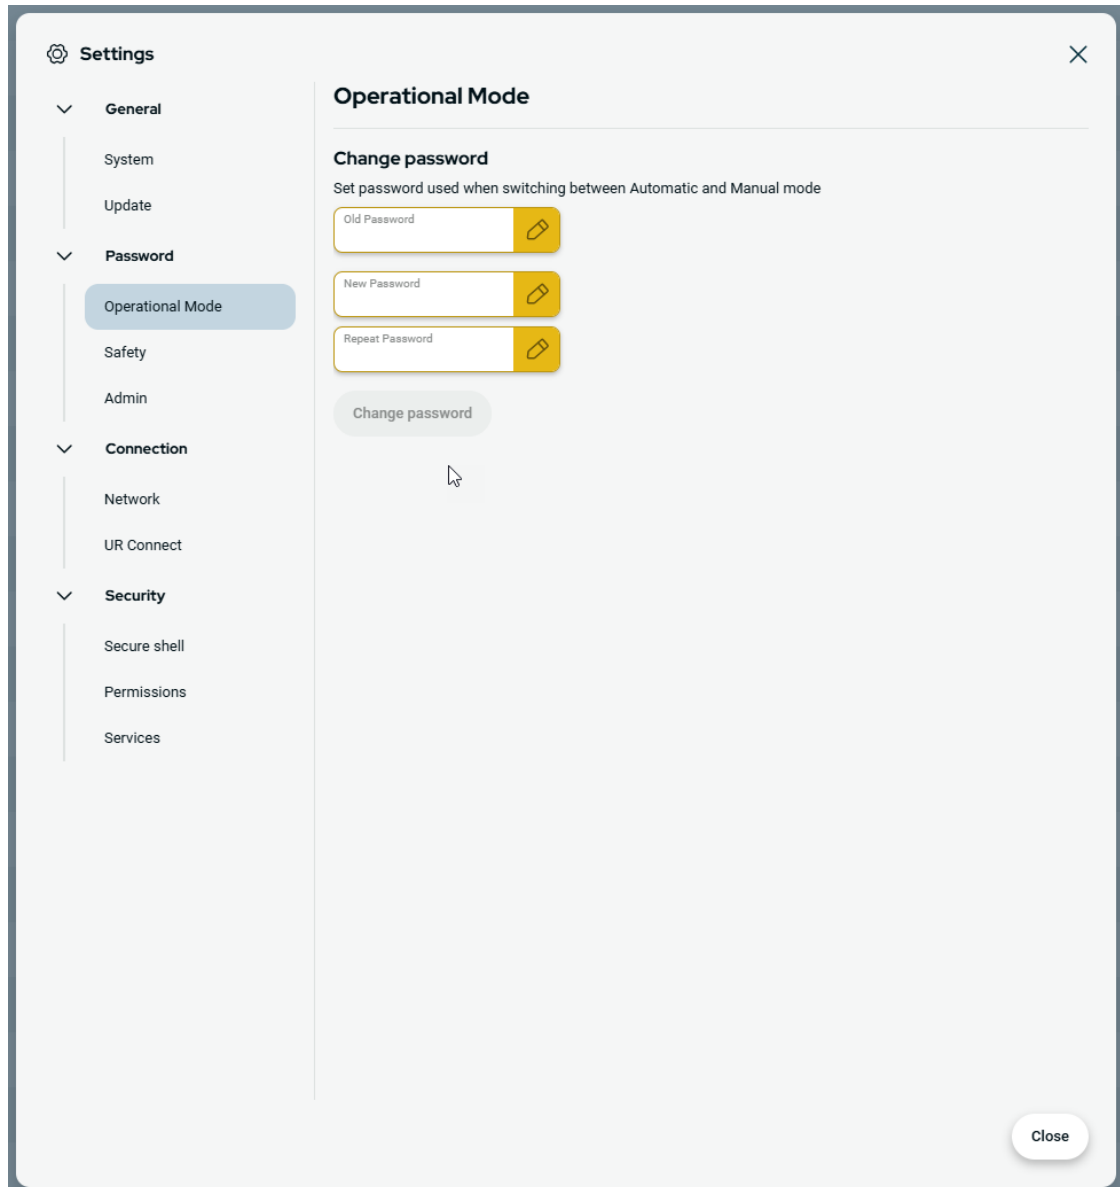 Settings
General
System
Update
Password
Operational Mode
Safety
Admin
Connection
Network
UR Connect
Security
Secure shell
Permissions
Services
Operational Mode
Change password
Set password used when switching between Automatic and Manual mode
Old Password
New Password
Repeat Password
Change password
Close